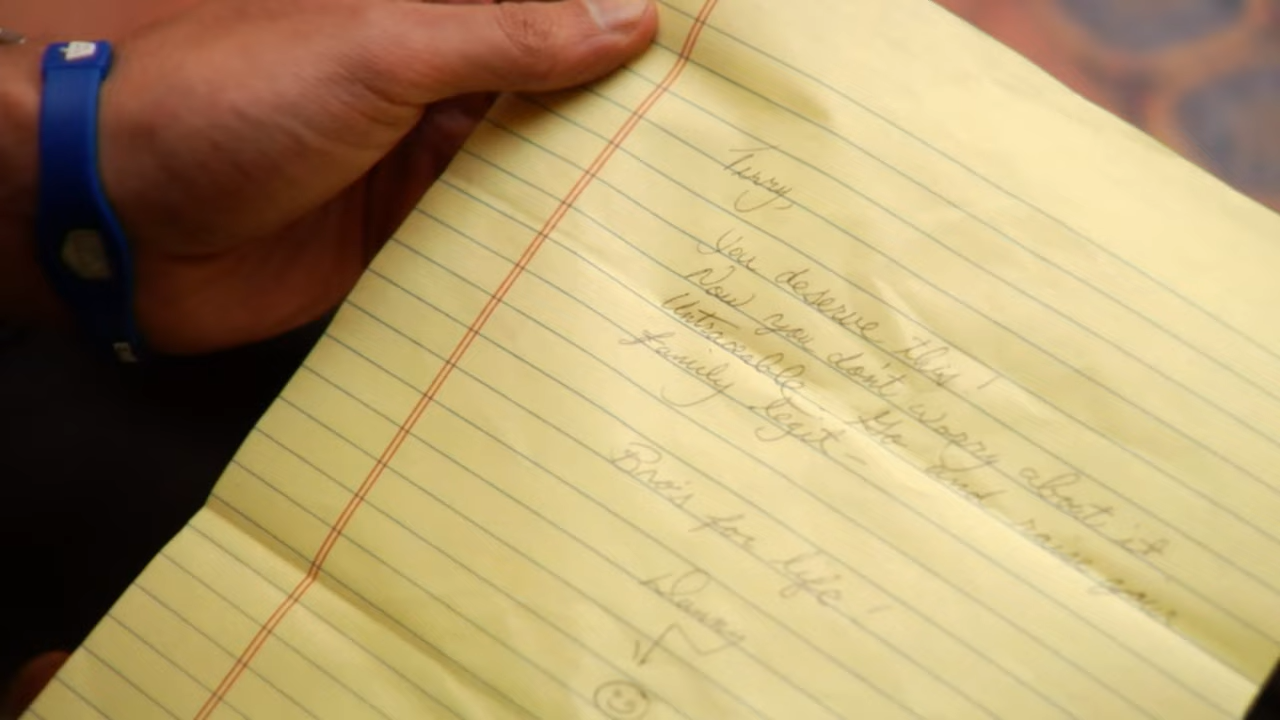 Terry,
You deserve this!
Now you don't worry about it
Untraceable - Go and raise your
family legit -
Bro's for life!
Danny